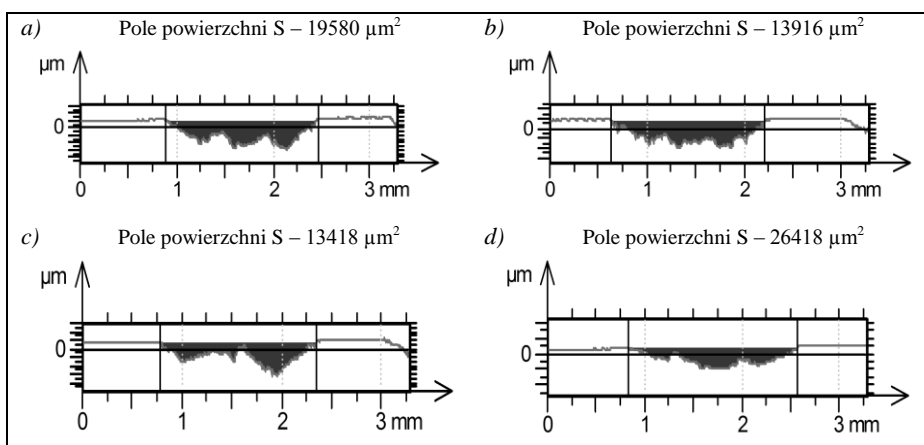 a) Pole powierzchni S – 19580 µm²
b) Pole powierzchni S – 13916 µm²
µm
0
0 1 2 3 mm
µm
0
0 1 2 3 mm
c) Pole powierzchni S – 13418 µm²
d) Pole powierzchni S – 26418 µm²
µm
0
0 1 2 3 mm
µm
0
0 1 2 3 mm